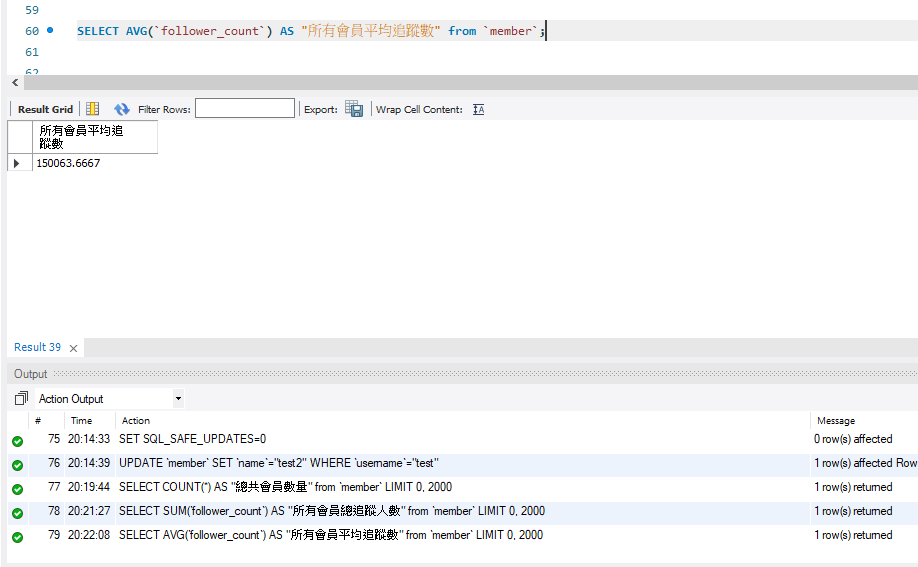 59
60 SELECT AVG(`follower_count`) AS "所有會員平均追蹤數" from `member`;
61
62
Result Grid Filter Rows: Export: Wrap Cell Content:
所有會員平均追
蹤數
150063.6667
Result 39
Output
Action Output
# Time Action Message
75 20:14:33 SET SQL_SAFE_UPDATES=0 0 row(s) affected
76 20:14:39 UPDATE `member` SET `name`="test2" WHERE `username`="test" 1 row(s) affected Row
77 20:19:44 SELECT COUNT(*) AS "總共會員數量" from `member` LIMIT 0, 2000 1 row(s) returned
78 20:21:27 SELECT SUM(`follower_count`) AS "所有會員總追蹤人數" from `member` LIMIT 0, 2000 1 row(s) returned
79 20:22:08 SELECT AVG(`follower_count`) AS "所有會員平均追蹤數" from `member` LIMIT 0, 2000 1 row(s) returned